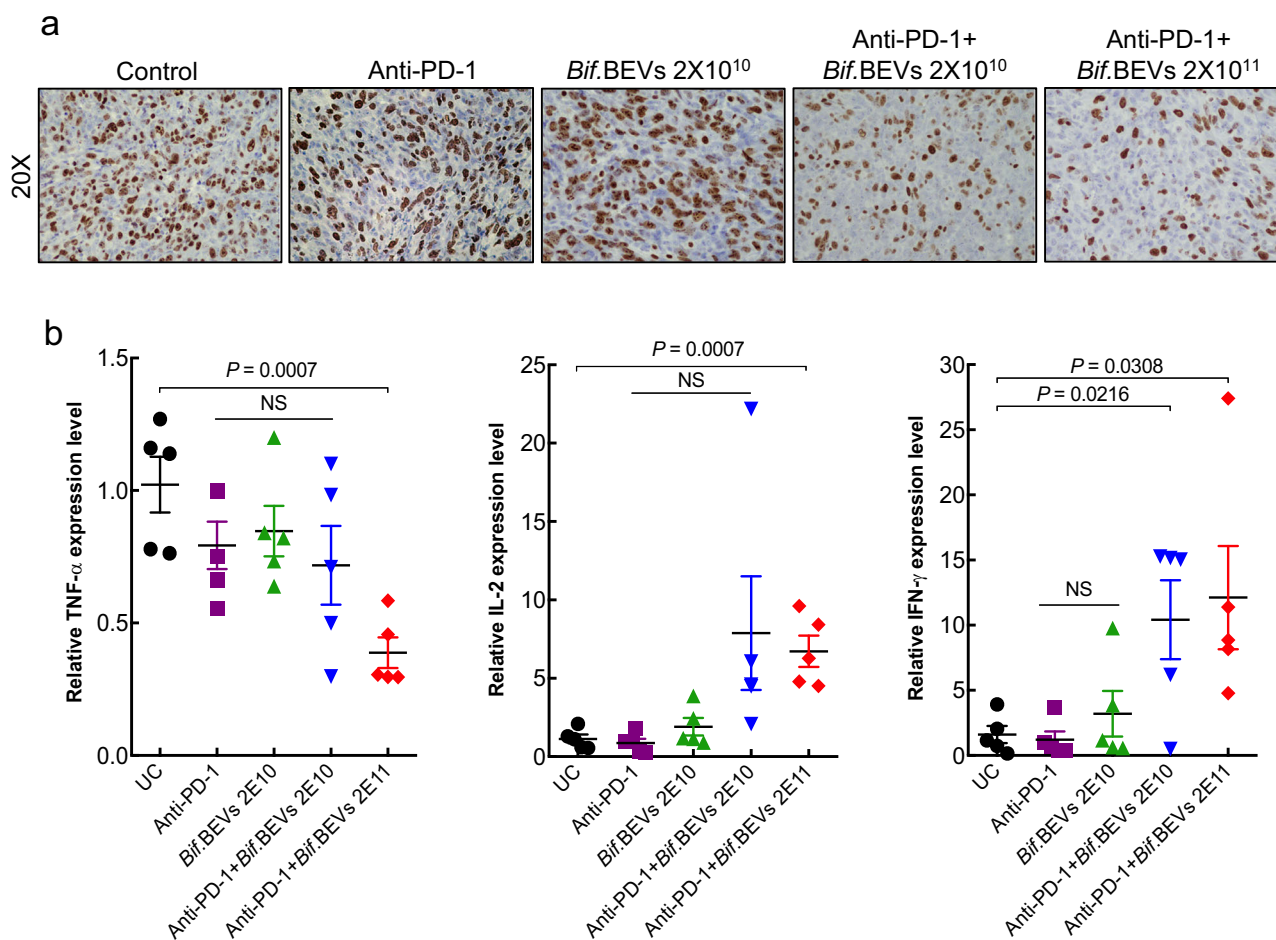 a
Control
Anti-PD-1
Bif.BEVs 2X10¹⁰
Anti-PD-1+
Bif.BEVs 2X10¹⁰
Anti-PD-1+
Bif.BEVs 2X10¹¹
20X
b
Relative TNF-α expression level
1.5
1.0
0.5
0.0
P = 0.0007
NS
UC
Anti-PD-1
Bif.BEVs 2E10
Anti-PD-1+Bif.BEVs 2E10
Anti-PD-1+Bif.BEVs 2E11
Relative IL-2 expression level
25
20
15
10
5
0
P = 0.0007
NS
UC
Anti-PD-1
Bif.BEVs 2E10
Anti-PD-1+Bif.BEVs 2E10
Anti-PD-1+Bif.BEVs 2E11
Relative IFN-γ expression level
30
25
20
15
10
5
0
P = 0.0308
P = 0.0216
NS
UC
Anti-PD-1
Bif.BEVs 2E10
Anti-PD-1+Bif.BEVs 2E10
Anti-PD-1+Bif.BEVs 2E11